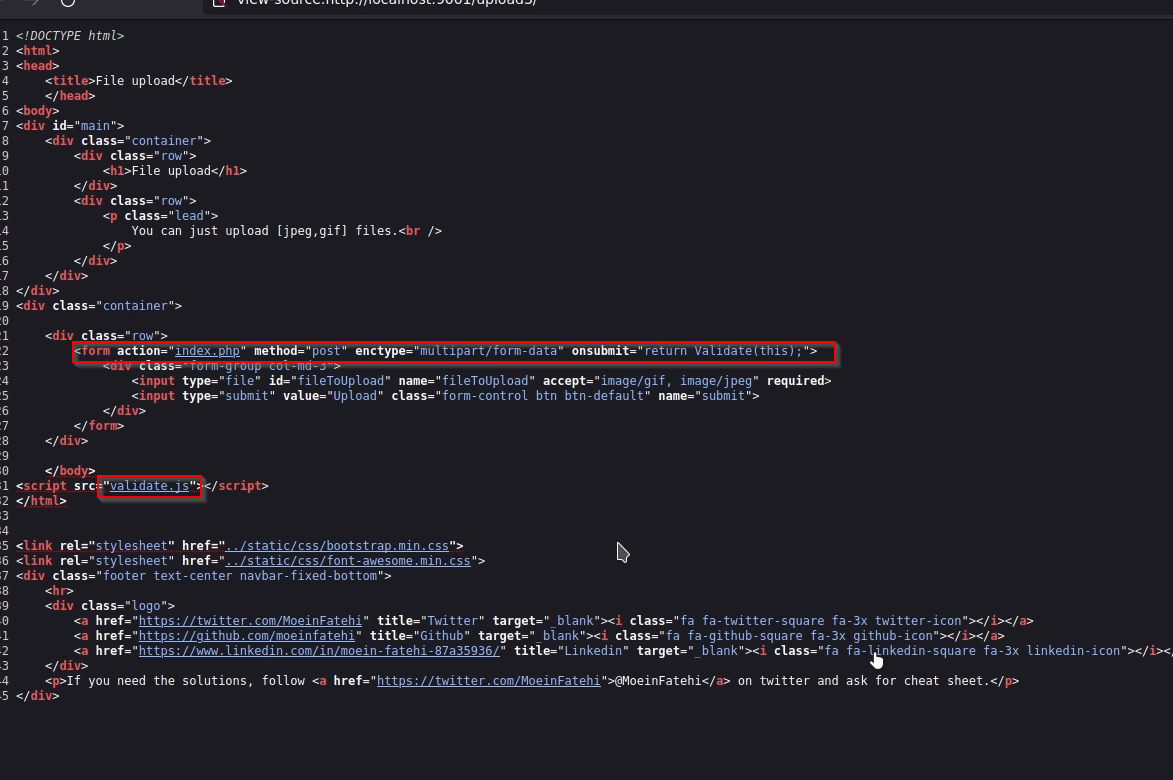 view-source:http://localhost:9001/upload3/
1 <!DOCTYPE html>
2 <html>
3 <head>
4     <title>File upload</title>
5     </head>
6 <body>
7 <div id="main">
8     <div class="container">
9         <div class="row">
0             <h1>File upload</h1>
1         </div>
2         <div class="row">
3             <p class="lead">
4                 You can just upload [jpeg,gif] files.<br />
5             </p>
6         </div>
7     </div>
8 </div>
9 <div class="container">
20
21     <div class="row">
22         <form action="index.php" method="post" enctype="multipart/form-data" onsubmit="return Validate(this);">
23             <div class="form-group col-md-3">
24                 <input type="file" id="fileToUpload" name="fileToUpload" accept="image/gif, image/jpeg" required>
25                 <input type="submit" value="Upload" class="form-control btn btn-default" name="submit">
26             </div>
27         </form>
28     </div>
29
30     </body>
31 <script src="validate.js"></script>
32 </html>
33
34
35 <link rel="stylesheet" href="../static/css/bootstrap.min.css">
36 <link rel="stylesheet" href="../static/css/font-awesome.min.css">
37 <div class="footer text-center navbar-fixed-bottom">
38     <hr>
39     <div class="logo">
40         <a href="https://twitter.com/MoeinFatehi" title="Twitter" target="_blank"><i class="fa fa-twitter-square fa-3x twitter-icon"></i></a>
41         <a href="https://github.com/moeinfatehi" title="Github" target="_blank"><i class="fa fa-github-square fa-3x github-icon"></i></a>
42         <a href="https://www.linkedin.com/in/moein-fatehi-87a35936/" title="Linkedin" target="_blank"><i class="fa fa-linkedin-square fa-3x linkedin-icon"></i></
43     </div>
44     <p>If you need the solutions, follow <a href="https://twitter.com/MoeinFatehi">@MoeinFatehi</a> on twitter and ask for cheat sheet.</p>
45 </div>